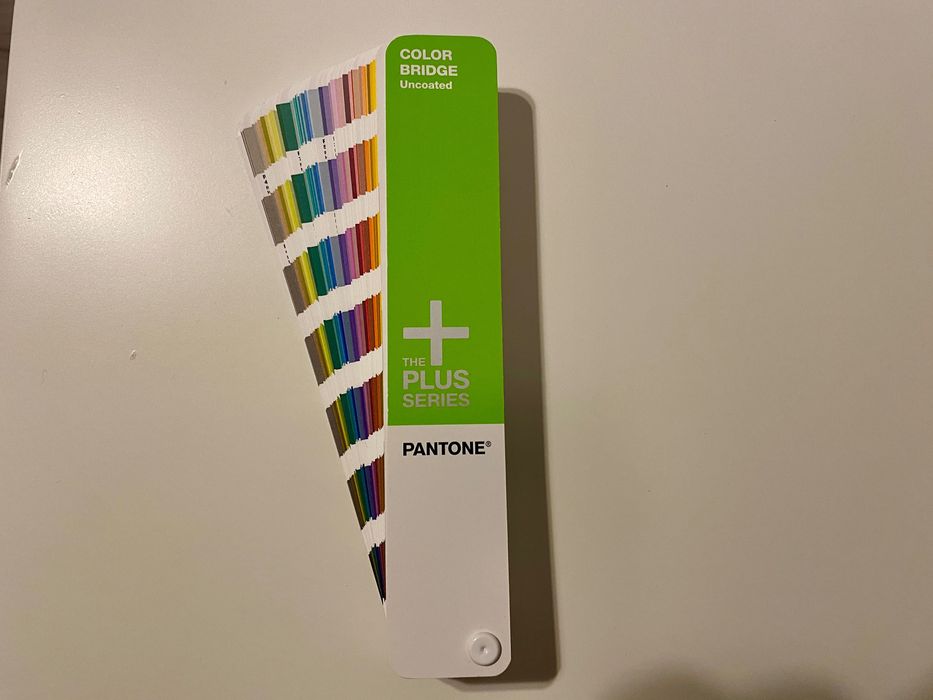 COLOR
BRIDGE
Uncoated
THE
PLUS
SERIES
PANTONE®